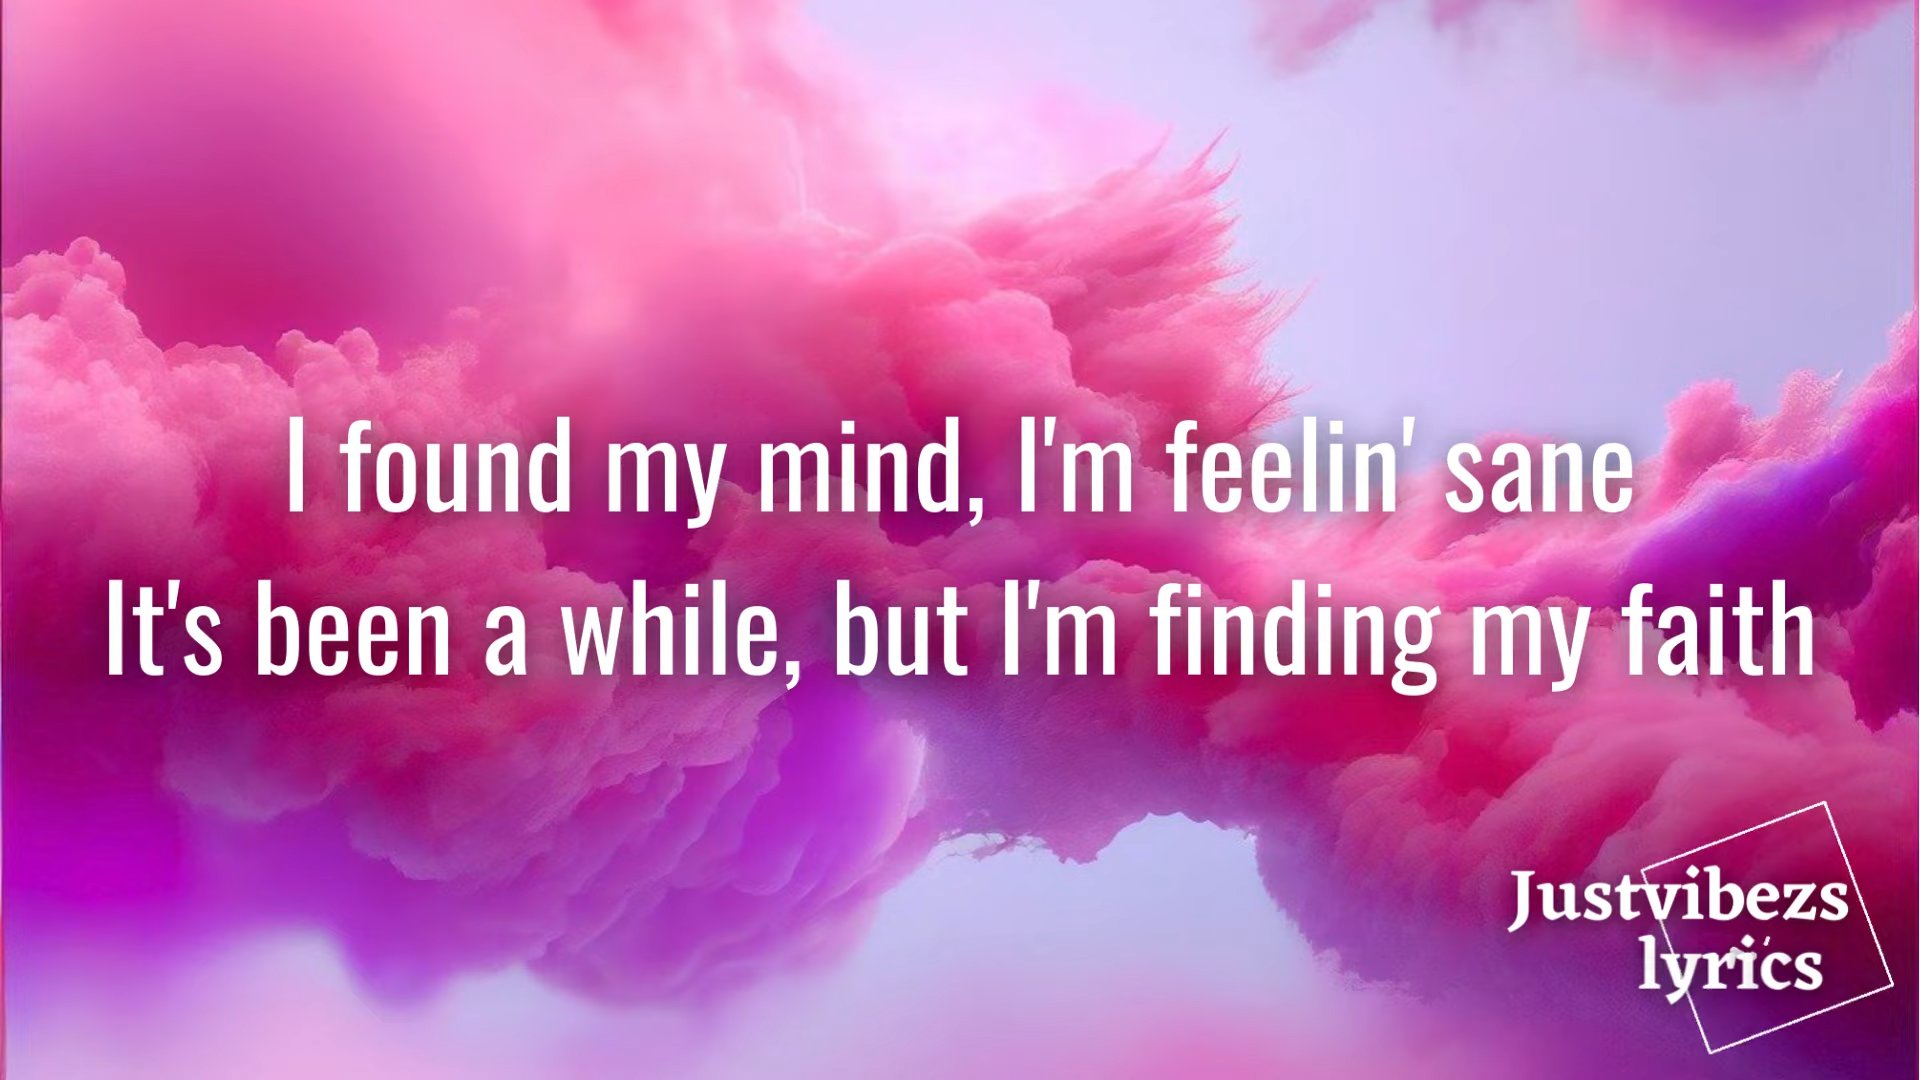 I found my mind, I'm feelin' sane
It's been a while, but I'm finding my faith
Justvibezs
lyrics